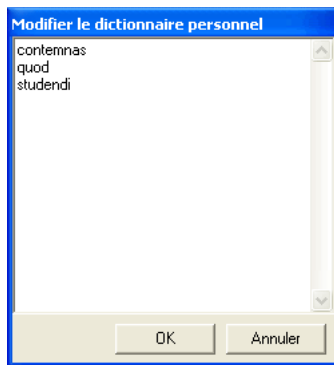 Modifier le dictionnaire personnel
contemnas
quod
studendi
OK
Annuler